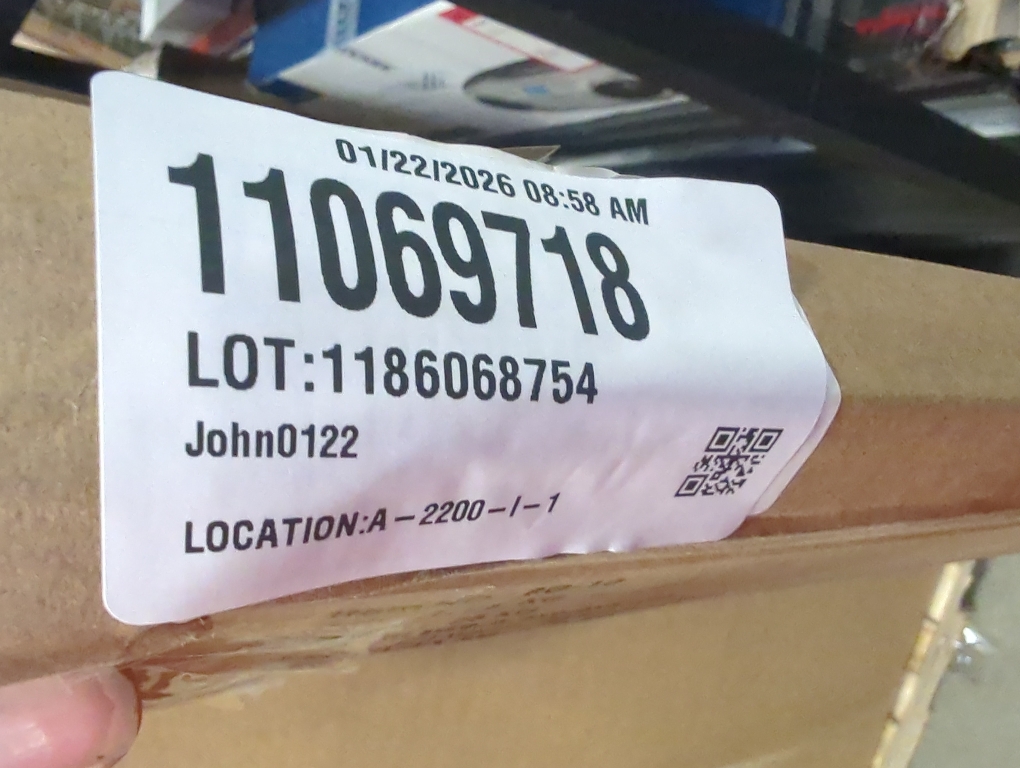 01/22/2026 08:58 AM
11069718
LOT:1186068754
John0122
LOCATION:A-2200-I-1